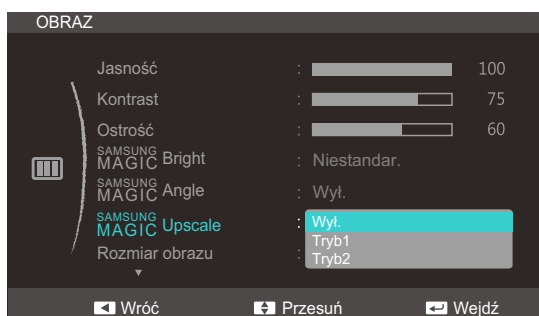 OBRAZ
Jasność : 100
Kontrast : 75
Ostrość : 60
SAMSUNG MAGIC Bright : Niestandar.
SAMSUNG MAGIC Angle : Wył.
SAMSUNG MAGIC Upscale : Wył.
Tryb1
Rozmiar obrazu : Tryb2
Wróć Przesuń Wejdź